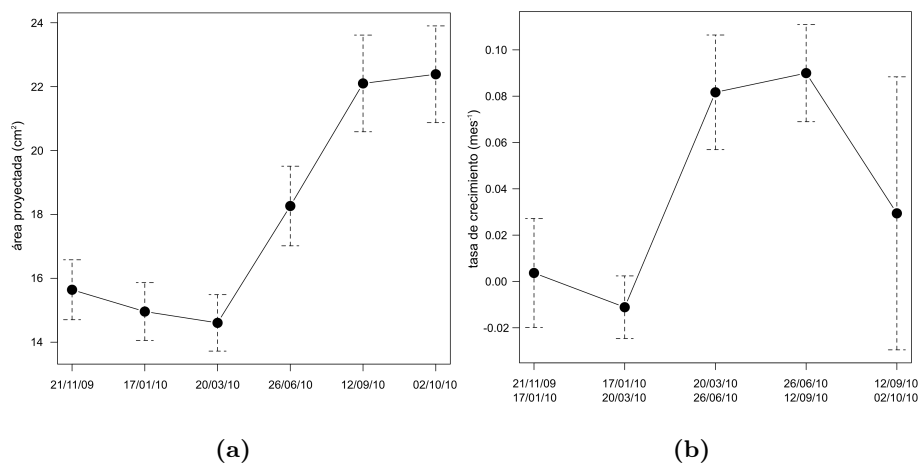 área proyectada (cm²)
24
22
20
18
16
14
21/11/09 17/01/10 20/03/10 26/06/10 12/09/10 02/10/10
(a)
tasa de crecimiento (mes⁻¹)
0.10
0.08
0.06
0.04
0.02
0.00
-0.02
21/11/09 17/01/10 20/03/10 26/06/10 12/09/10
17/01/10 20/03/10 26/06/10 12/09/10 02/10/10
(b)